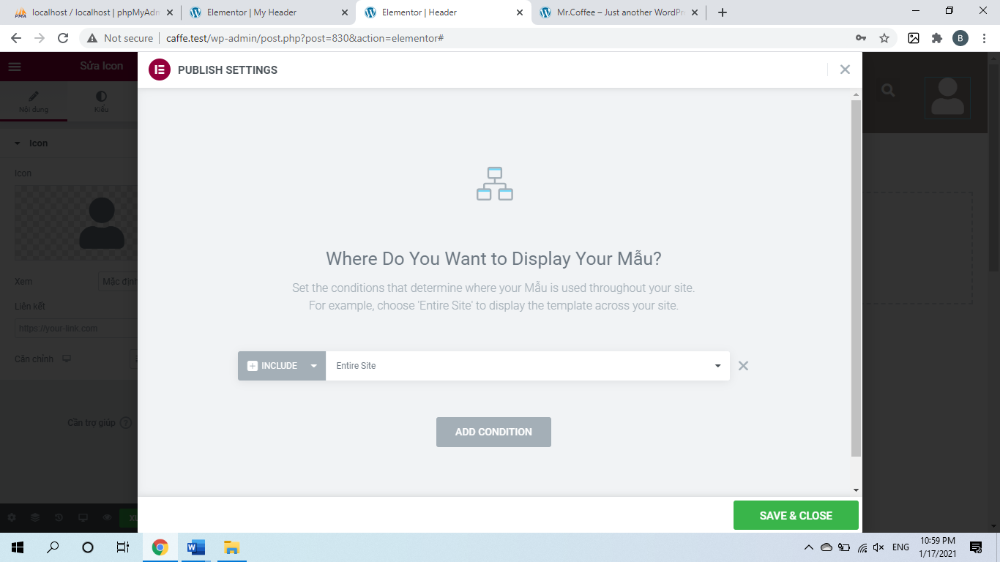 localhost / localhost | phpMyAdm
Elementor | My Header
Elementor | Header
Mr.Coffee – Just another WordPr
Not secure
caffe.test/wp-admin/post.php?post=830&action=elementor#
B
Sửa Icon
PUBLISH SETTINGS
Nội dung
Kiểu
Icon
Icon
Where Do You Want to Display Your Mẫu?
Set the conditions that determine where your Mẫu is used throughout your site.
For example, choose 'Entire Site' to display the template across your site.
Xem
Mặc định
Liên kết
https://your-link.com
Căn chỉnh
INCLUDE
Entire Site
Cần trợ giúp
ADD CONDITION
XU
SAVE & CLOSE
ENG
10:59 PM
1/17/2021